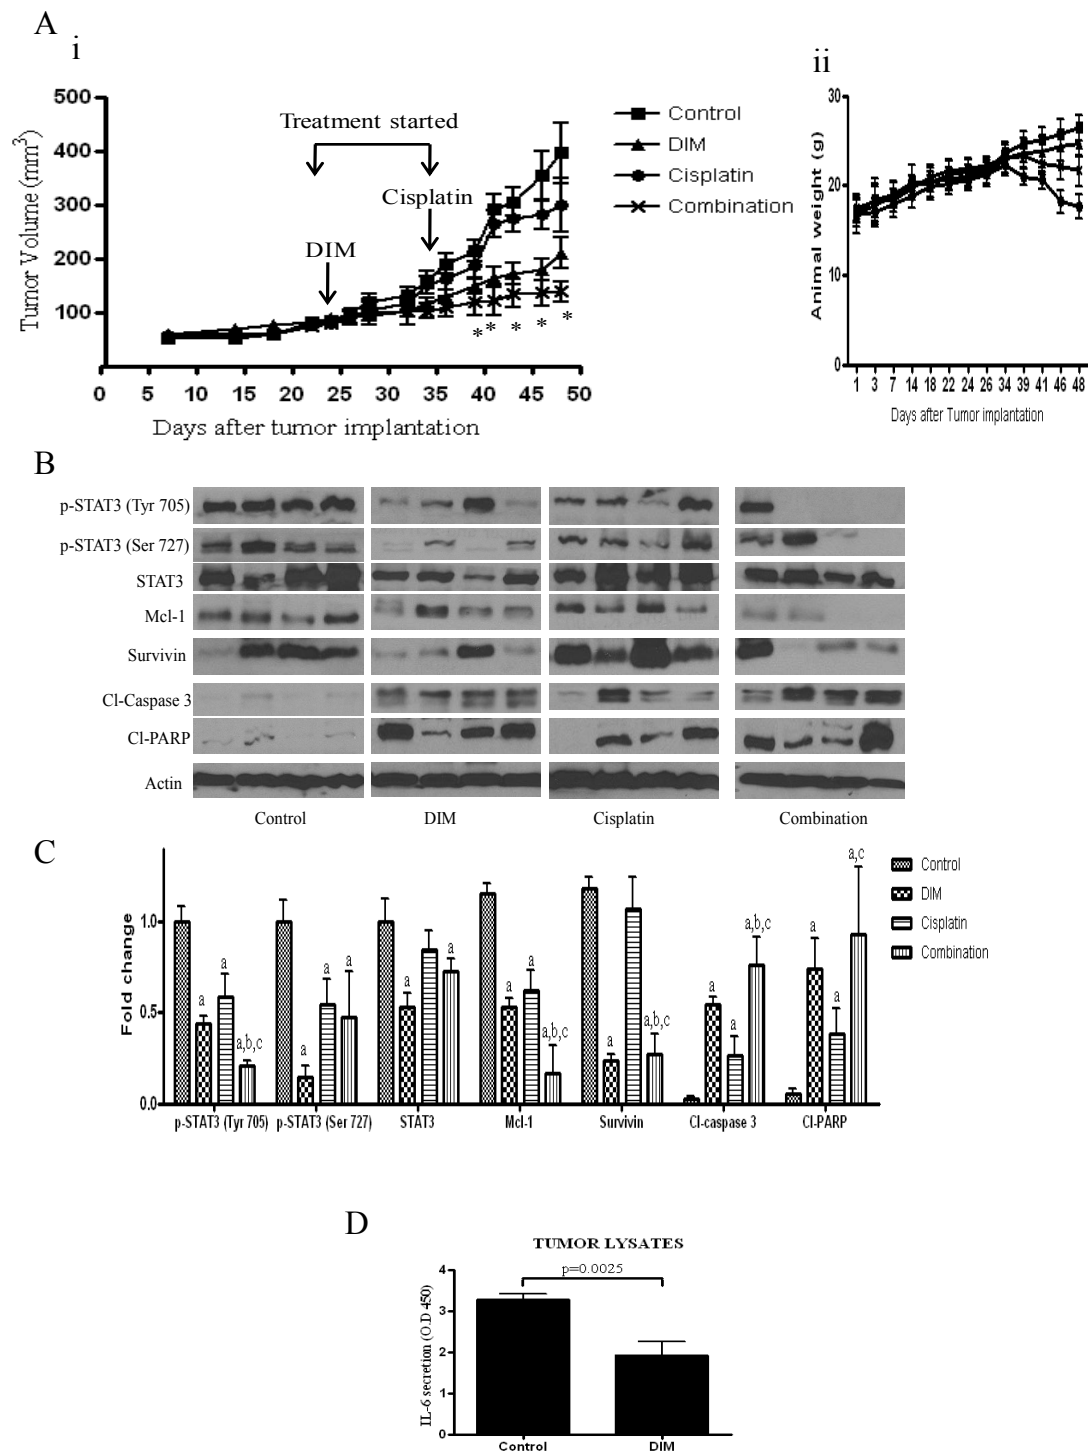 A
i
ii
500
400
300
200
100
Tumor Volume (mm3)
0 5 10 15 20 25 30 35 40 45 50
Days after tumor implantation
Treatment started
Cisplatin
DIM
* * * * *
Control
DIM
Cisplatin
Combination
30
20
10
0
Animal weight (g)
1 3 7 14 18 22 24 26 34 39 41 46 48
Days after Tumor implantation
B
p-STAT3 (Tyr 705)
p-STAT3 (Ser 727)
STAT3
Mcl-1
Survivin
Cl-Caspase 3
Cl-PARP
Actin
Control DIM Cisplatin Combination
C
Fold change
1.0
0.5
0.0
a a a,b,c
a a a
a a
a a a,b,c
a a,b,c
a a a,b,c
a a a,c
p-STAT3 (Tyr 705) p-STAT3 (Ser 727) STAT3 Mcl-1 Survivin Cl-caspase 3 Cl-PARP
Control
DIM
Cisplatin
Combination
D
TUMOR LYSATES
p=0.0025
4
3
2
1
0
IL-6 secretion (O.D 450)
Control DIM